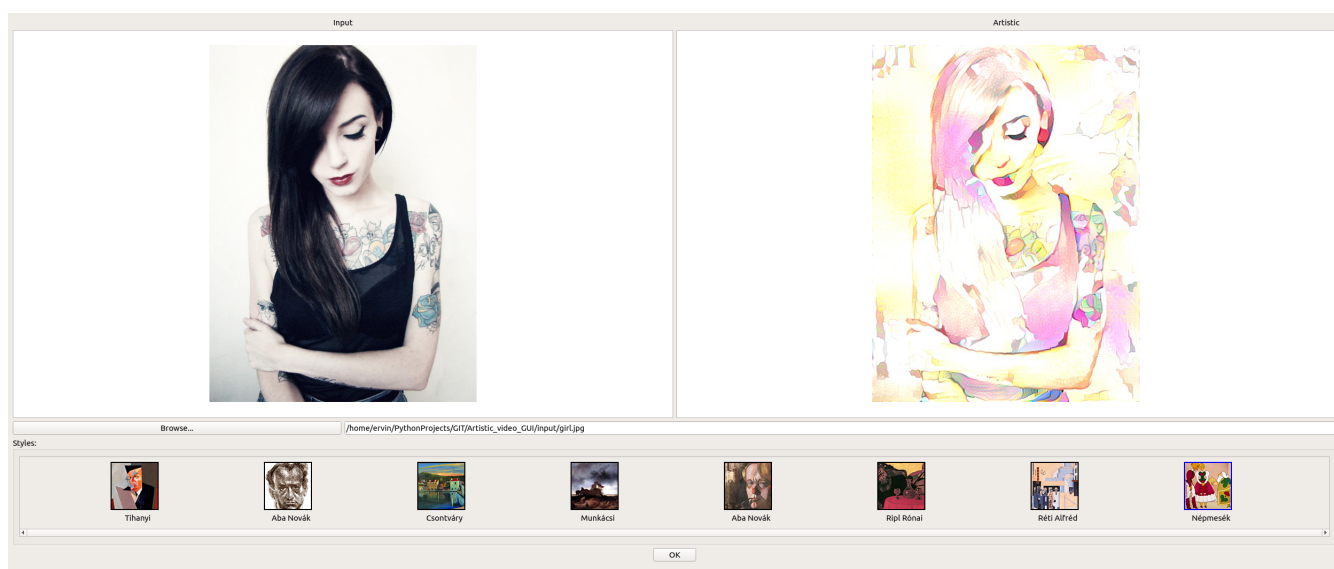 Input
Artistic
Browse...
/home/ervin/PythonProjects/GIT/Artistic_video_GUI/input/girl.jpg
Styles:
Tihanyi
Aba Novák
Csontváry
Munkácsi
Aba Novák
Ripl Rónai
Réti Alfréd
Népmesék
OK